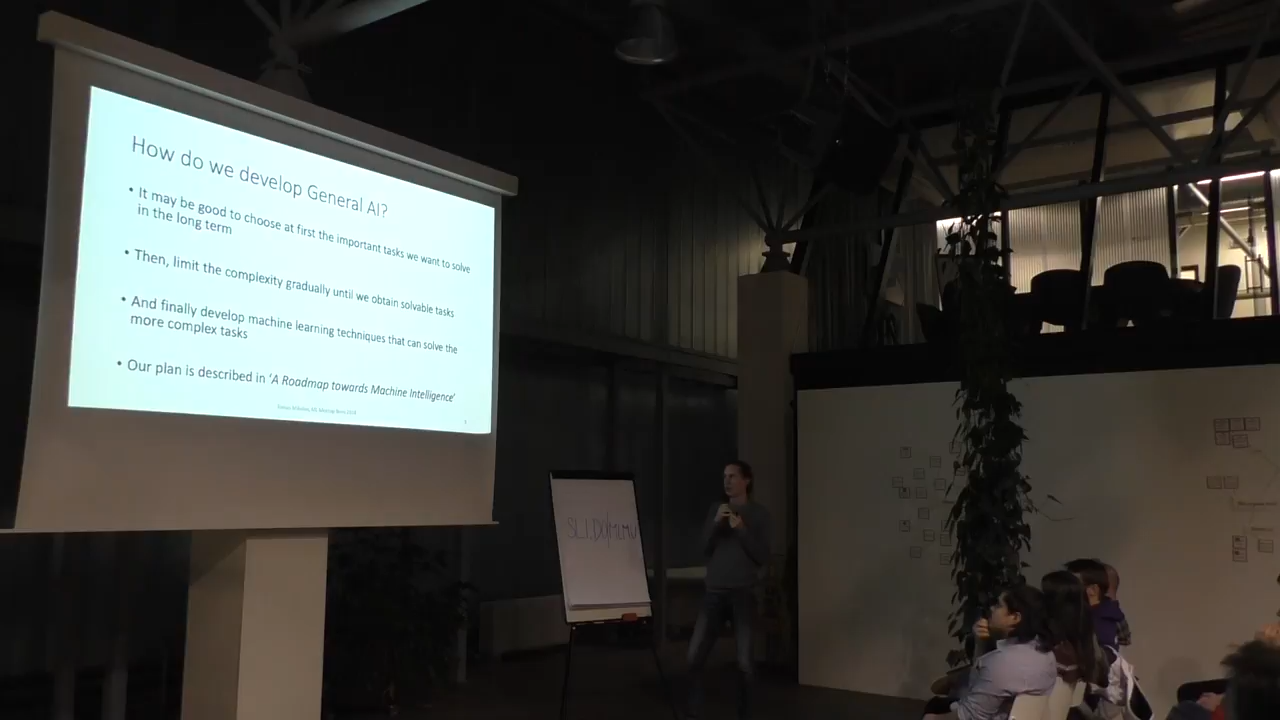 How do we develop General AI?
• It may be good to choose at first the important tasks we want to solve
in the long term
• Then, limit the complexity gradually until we obtain solvable tasks
• And finally develop machine learning techniques that can solve the
more complex tasks
• Our plan is described in 'A Roadmap towards Machine Intelligence'
SLI.DO/MLMU